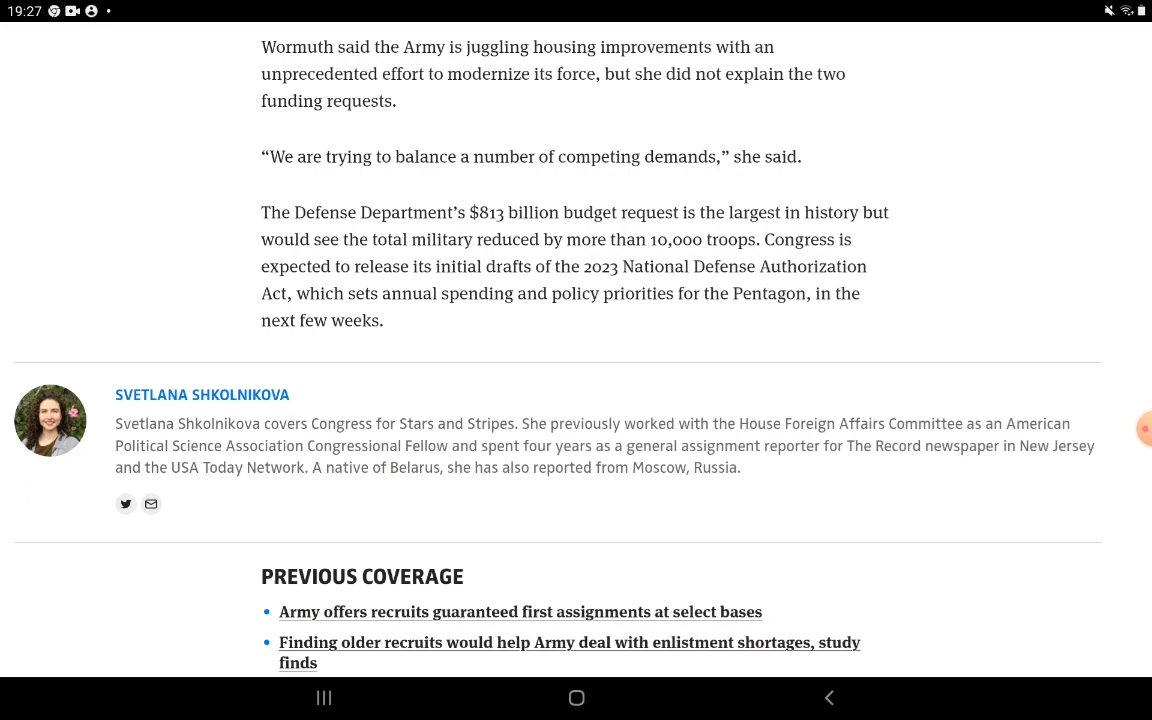 19:27
Wormuth said the Army is juggling housing improvements with an
unprecedented effort to modernize its force, but she did not explain the two
funding requests.
“We are trying to balance a number of competing demands,” she said.
The Defense Department’s $813 billion budget request is the largest in history but
would see the total military reduced by more than 10,000 troops. Congress is
expected to release its initial drafts of the 2023 National Defense Authorization
Act, which sets annual spending and policy priorities for the Pentagon, in the
next few weeks.
SVETLANA SHKOLNIKOVA
Svetlana Shkolnikova covers Congress for Stars and Stripes. She previously worked with the House Foreign Affairs Committee as an American
Political Science Association Congressional Fellow and spent four years as a general assignment reporter for The Record newspaper in New Jersey
and the USA Today Network. A native of Belarus, she has also reported from Moscow, Russia.
PREVIOUS COVERAGE
• Army offers recruits guaranteed first assignments at select bases
• Finding older recruits would help Army deal with enlistment shortages, study
finds